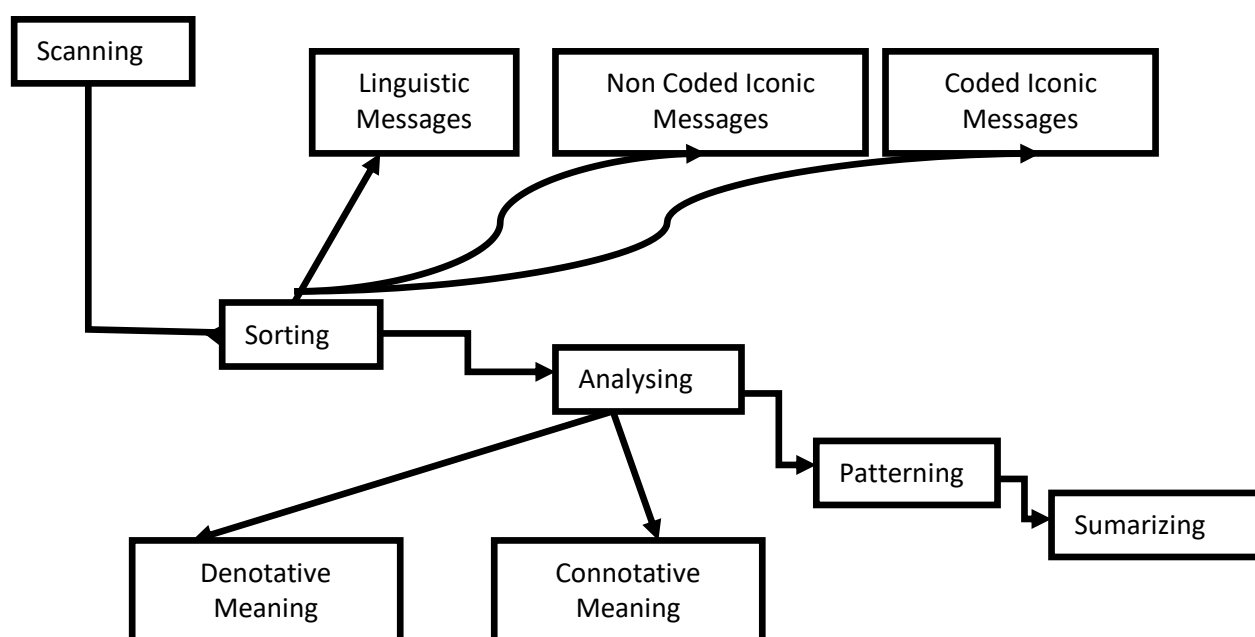 Scanning
Linguistic
Messages
Non Coded Iconic
Messages
Coded Iconic
Messages
Sorting
Analysing
Patterning
Sumarizing
Denotative
Meaning
Connotative
Meaning